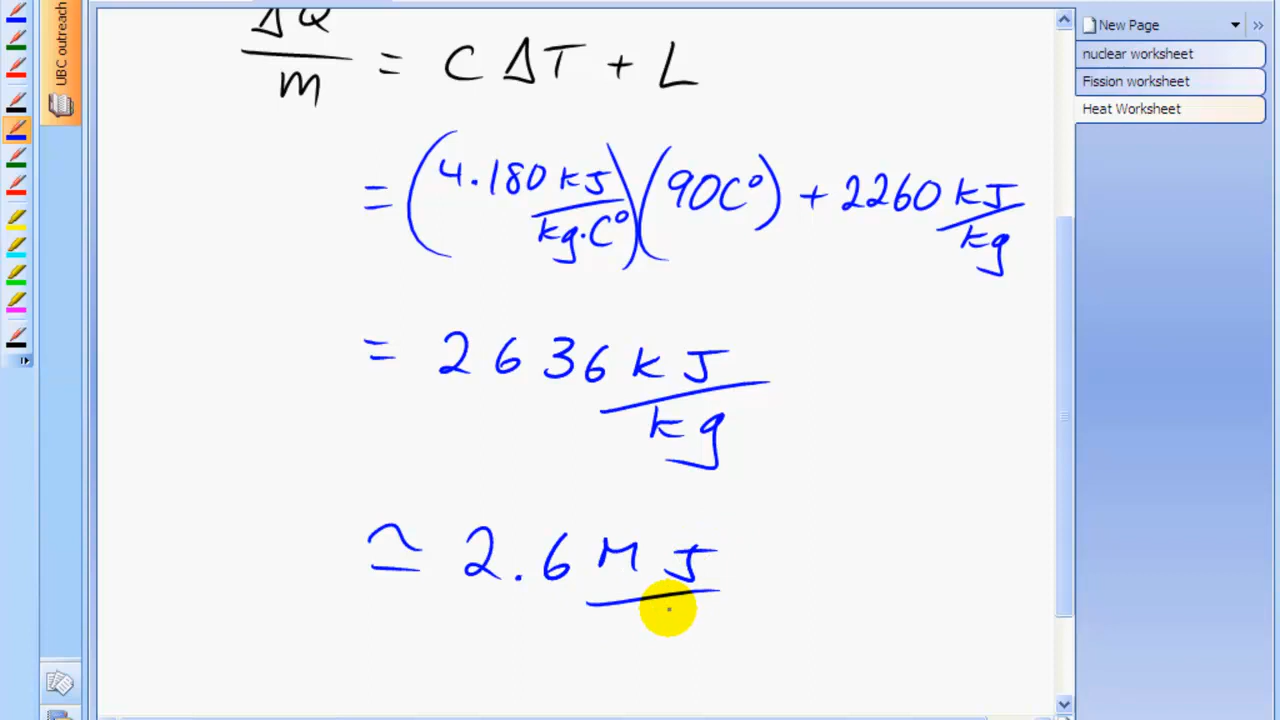 UBC outreach
New Page
nuclear worksheet
Fission worksheet
Heat Worksheet
ΔQ/m = C ΔT + L
= (4.180 kJ/kg·C°)(90C°) + 2260 kJ/kg
= 2636 kJ/kg
≃ 2.6 MJ